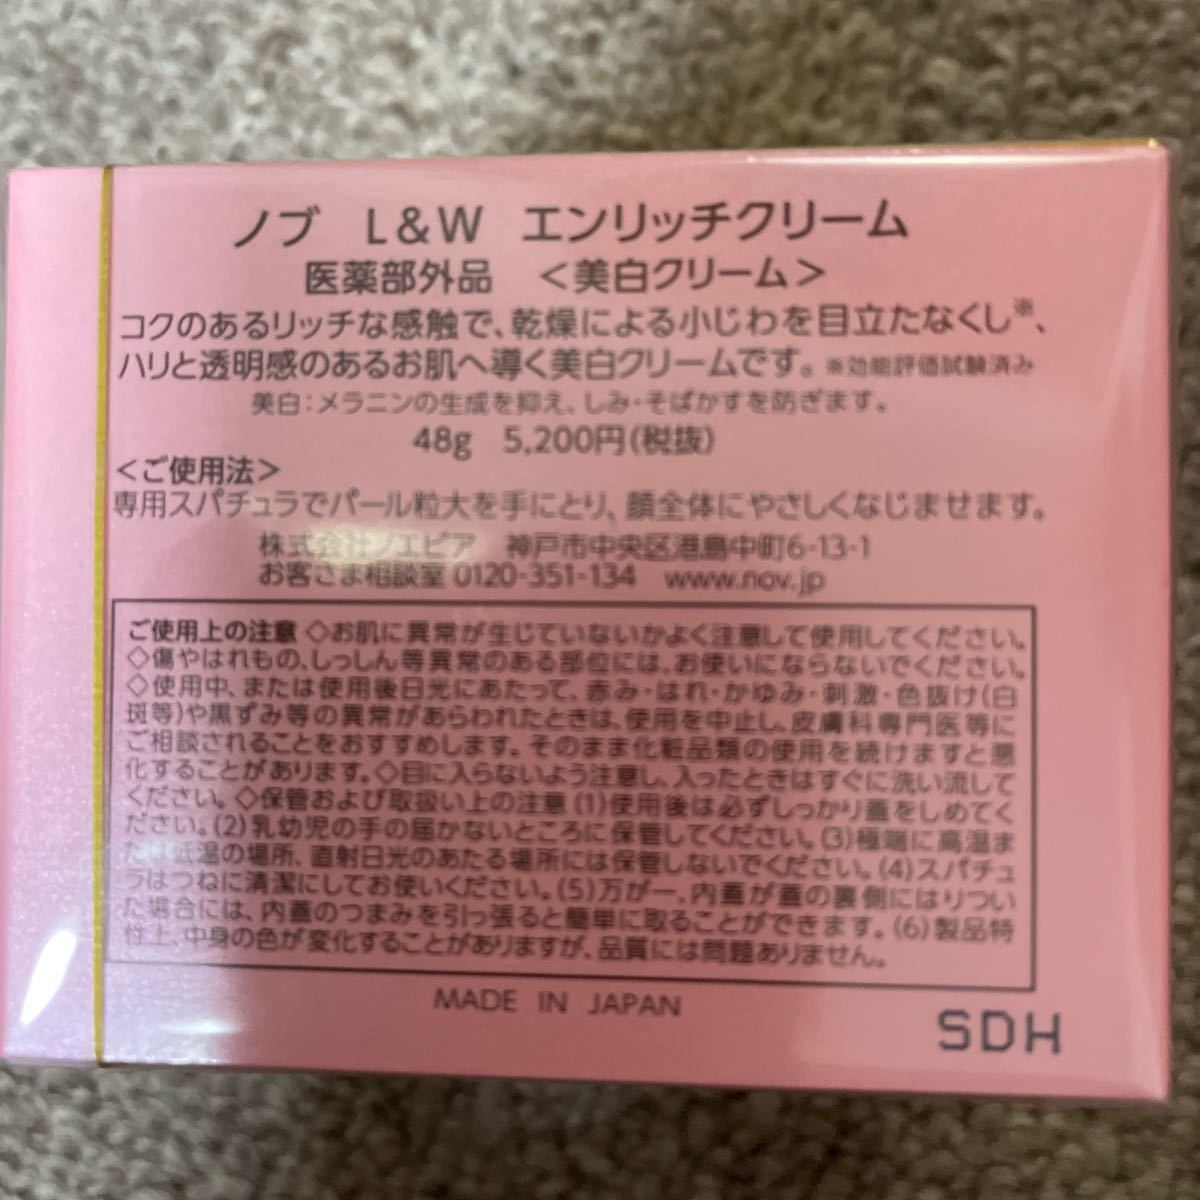 ノブ L&W エンリッチクリーム
医薬部外品 <美白クリーム>
コクのあるリッチな感触で、乾燥による小じわを目立たなくし※、
ハリと透明感のあるお肌へ導く美白クリームです。※効能評価試験済み
美白：メラニンの生成を抑え、しみ・そばかすを防ぎます。
48g 5,200円(税抜)
<ご使用法>
専用スパチュラでパール粒大を手にとり、顔全体にやさしくなじませます。
株式会社ノエビア 神戸市中央区港島中町6-13-1
お客さま相談室 0120-351-134 www.nov.jp
ご使用上の注意 ◇お肌に異常が生じていないかよく注意して使用してください。
◇傷やはれもの、しっしん等異常のある部位には、お使いにならないでください。
◇使用中、または使用後日光にあたって、赤み・はれ・かゆみ・刺激・色抜け(白
斑等)や黒ずみ等の異常があらわれたときは、使用を中止し、皮膚科専門医等に
ご相談されることをおすすめします。そのまま化粧品類の使用を続けますと悪
化することがあります。◇目に入らないよう注意し、入ったときはすぐに洗い流して
ください。◇保管および取扱い上の注意 (1)使用後は必ずしっかり蓋をしめてく
ださい。(2)乳幼児の手の届かないところに保管してください。(3)極端に高温ま
たは低温の場所、直射日光のあたる場所には保管しないでください。(4)スパチュ
ラはつねに清潔にしてお使いください。(5)万が一、内蓋が蓋の裏側にはりつい
た場合には、内蓋のつまみを引っ張ると簡単に取ることができます。(6)製品特
性上、中身の色が変化することがありますが、品質には問題ありません。
MADE IN JAPAN
SDH